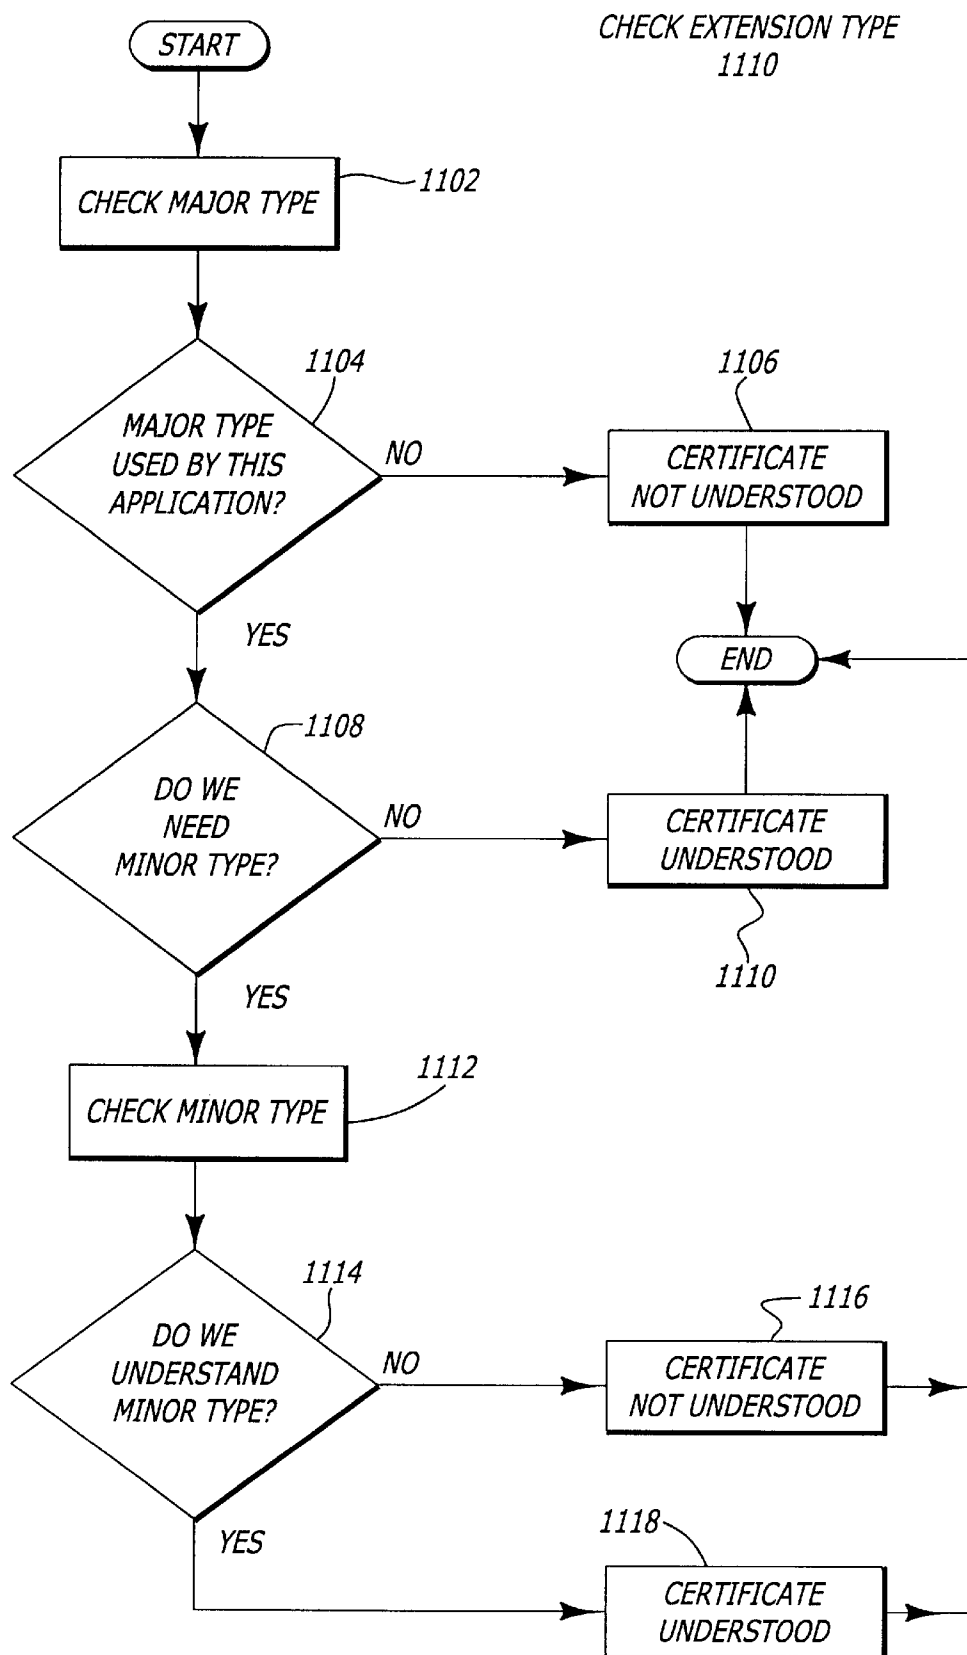 START
CHECK EXTENSION TYPE
1110
CHECK MAJOR TYPE
1102
1104
MAJOR TYPE
USED BY THIS
APPLICATION?
NO
1106
CERTIFICATE
NOT UNDERSTOOD
YES
END
1108
DO WE
NEED
MINOR TYPE?
NO
CERTIFICATE
UNDERSTOOD
1110
YES
CHECK MINOR TYPE
1112
1114
DO WE
UNDERSTAND
MINOR TYPE?
NO
1116
CERTIFICATE
NOT UNDERSTOOD
YES
1118
CERTIFICATE
UNDERSTOOD